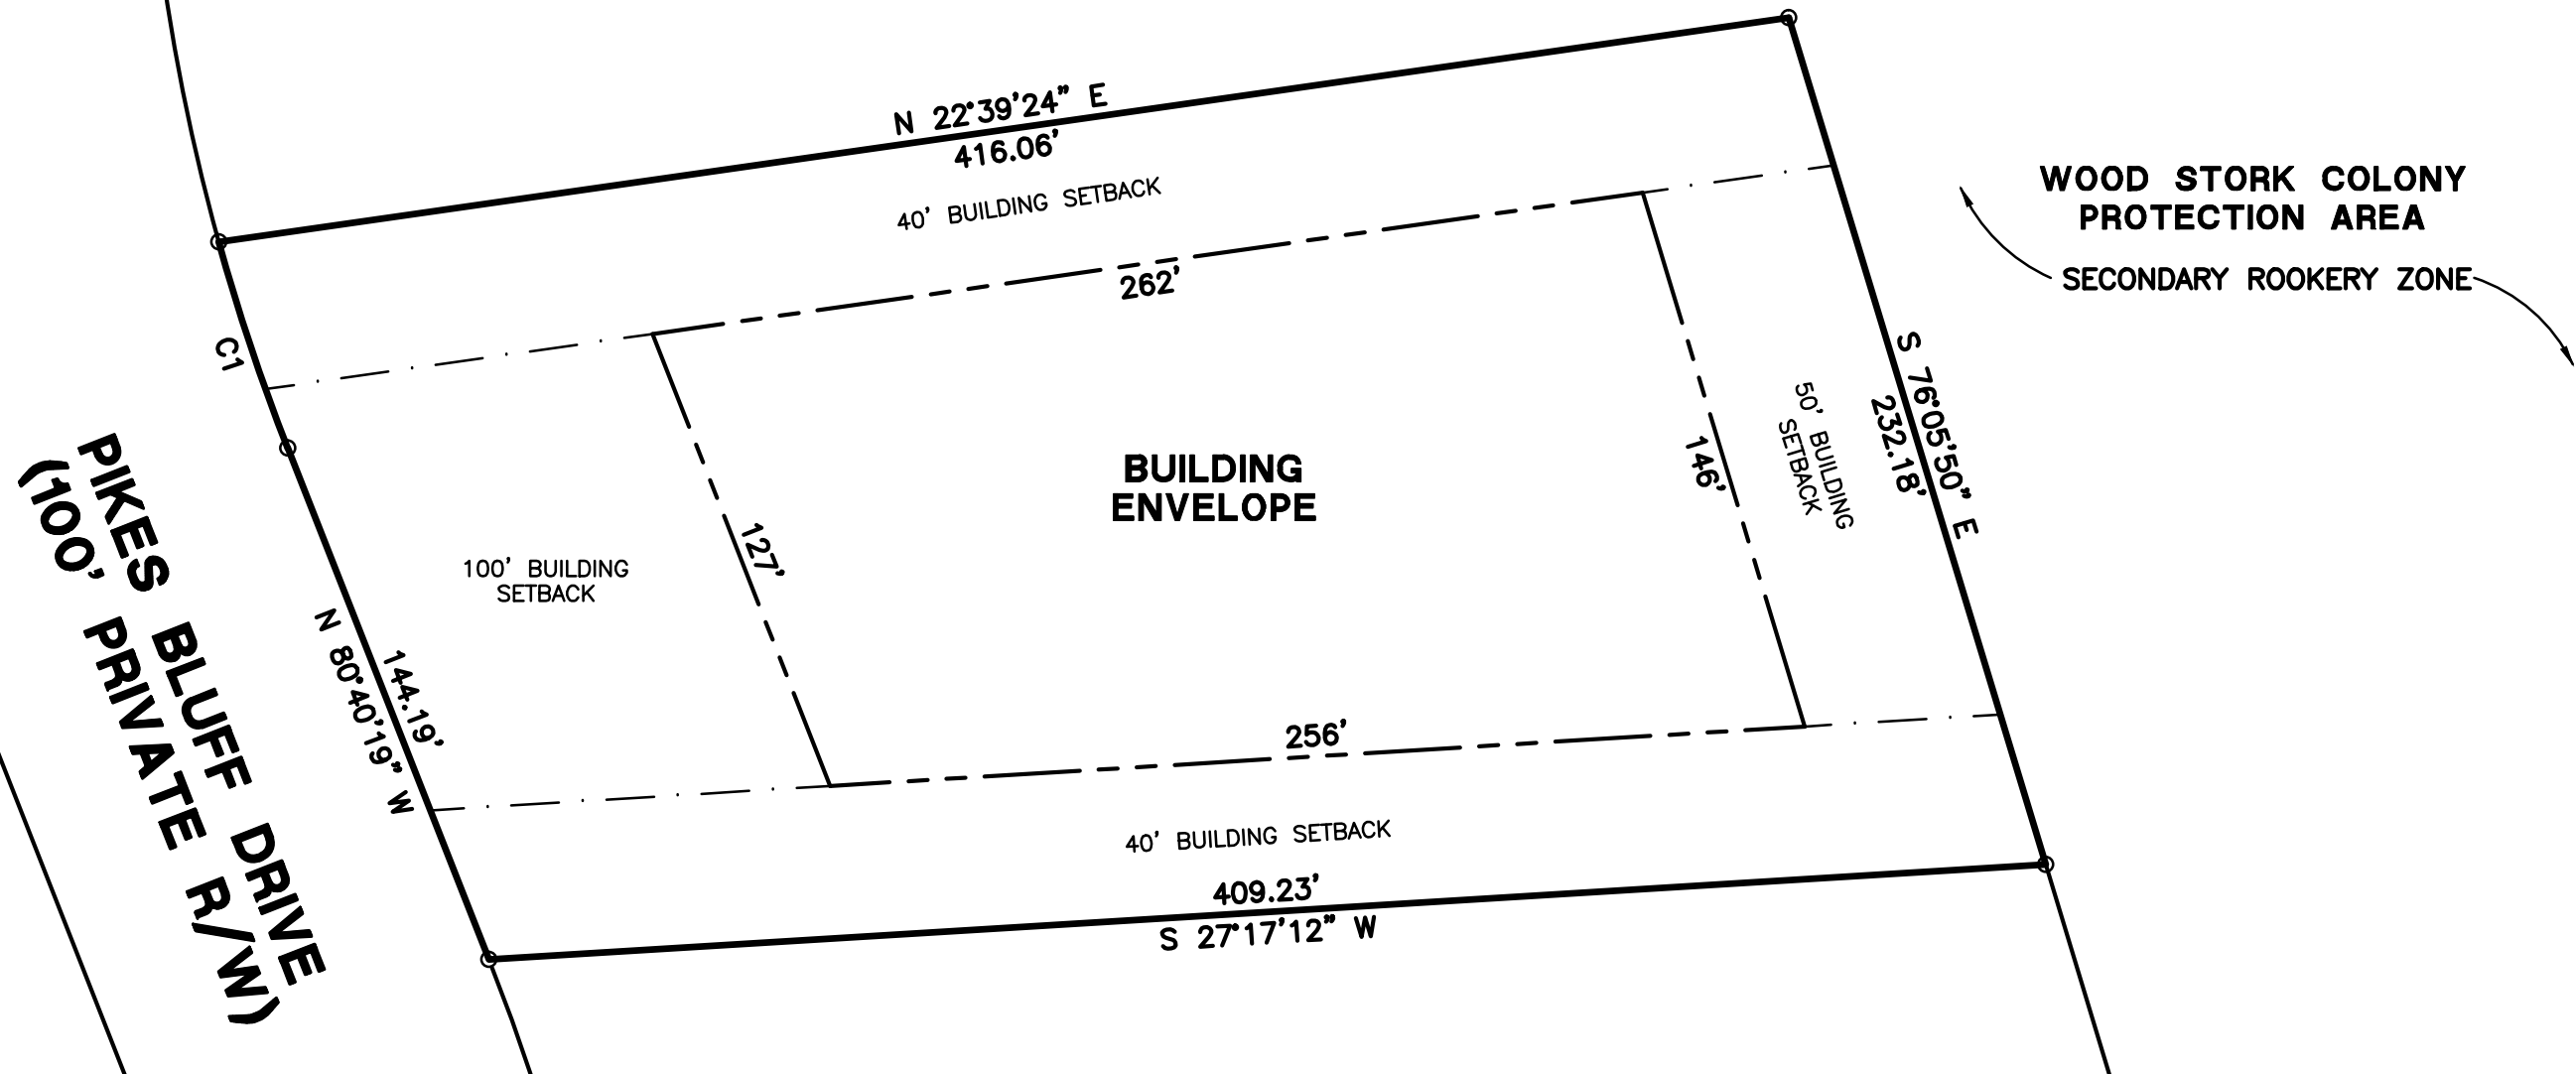 N 22°39'24" E
416.06'
40' BUILDING SETBACK
262'
WOOD STORK COLONY
PROTECTION AREA
SECONDARY ROOKERY ZONE
C1
S 76°05'50" E
232.18'
50' BUILDING
SETBACK
146'
BUILDING
ENVELOPE
127'
100' BUILDING
SETBACK
PIKES BLUFF DRIVE
(100' PRIVATE R/W)
144.19'
N 80°40'19" W
256'
40' BUILDING SETBACK
409.23'
S 27°17'12" W